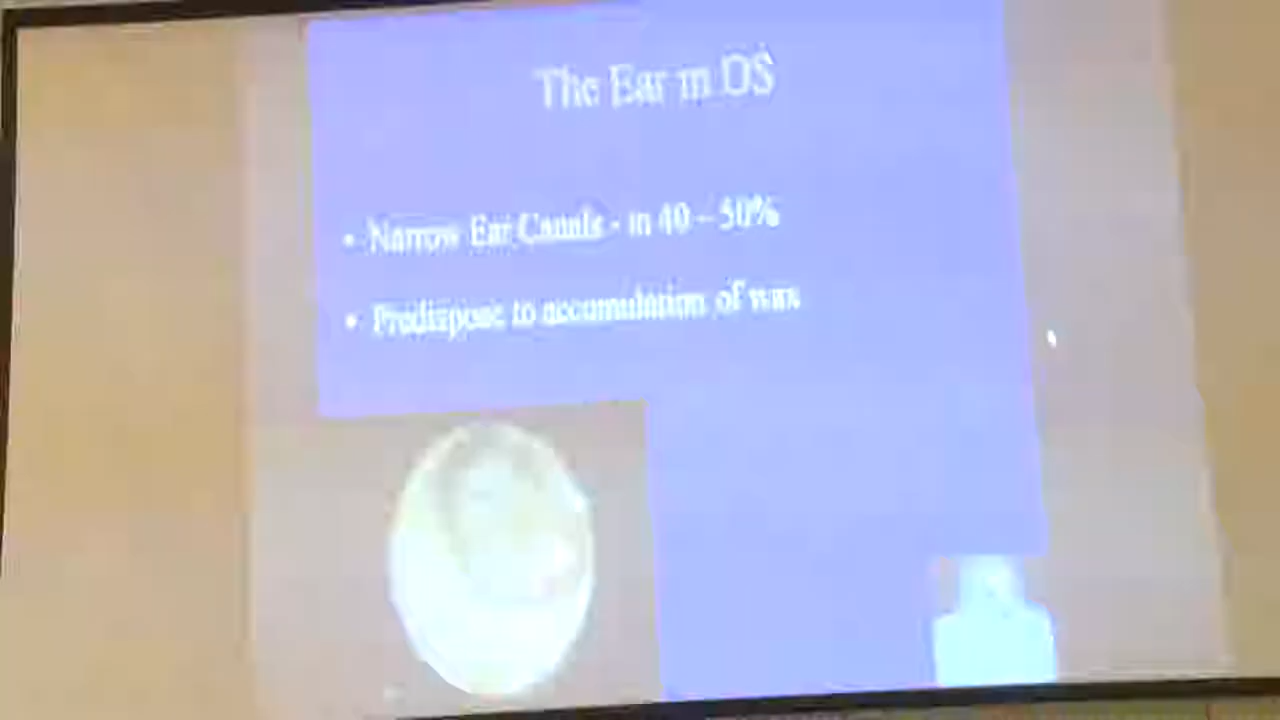 The Ear in DS
• Narrow Ear Canals - in 40 – 50%
• Predispose to accumulation of wax